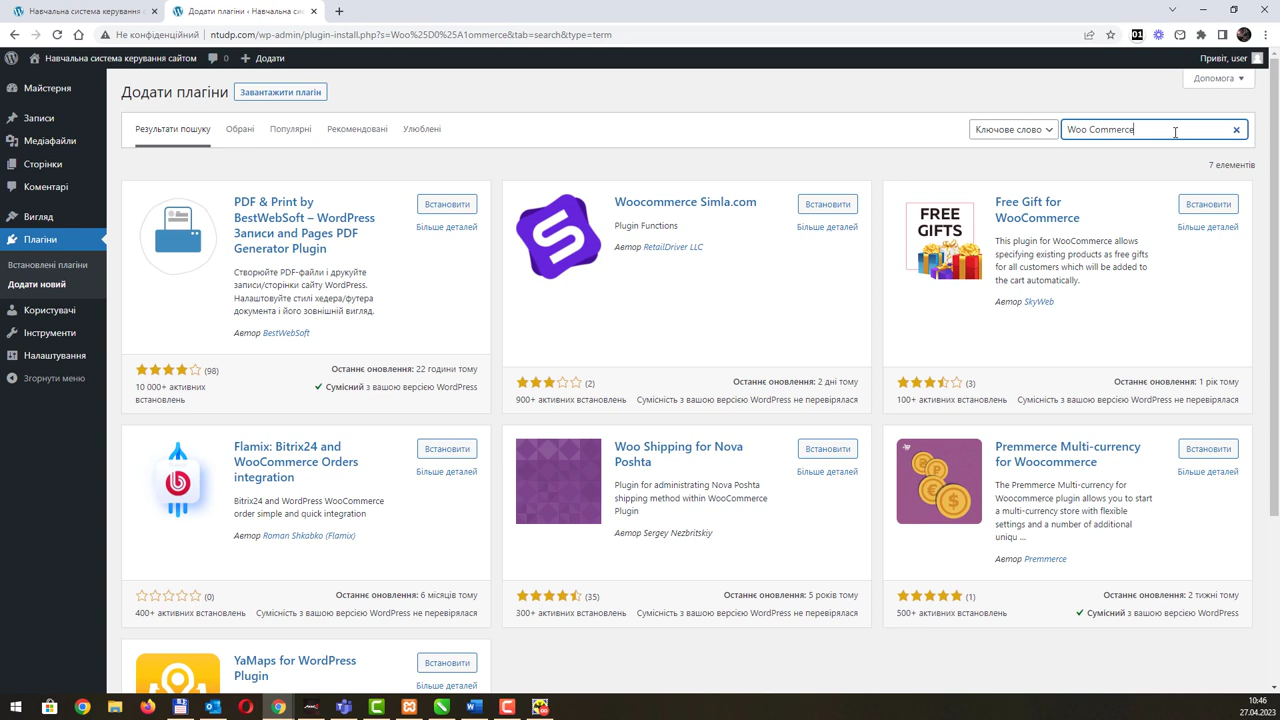 Навчальна система керування с
Додати плагіни ‹ Навчальна сис
Не конфіденційний
ntudp.com/wp-admin/plugin-install.php?s=Woo%25D0%25A1ommerce&tab=search&type=term
Навчальна система керування сайтом
0
Додати
Привіт, user
Допомога
Майстерня
Записи
Медіафайли
Сторінки
Коментарі
Вигляд
Плагіни
Встановлені плагіни
Додати новий
Користувачі
Інструменти
Налаштування
Згорнути меню
Додати плагіни
Завантажити плагін
Результати пошуку
Обрані
Популярні
Рекомендовані
Улюблені
Ключове слово
Woo Commerce
7 елементів
PDF & Print by
BestWebSoft – WordPress
Записи and Pages PDF
Generator Plugin
Встановити
Більше деталей
Створюйте PDF-файли і друкуйте
записи/сторінки сайту WordPress.
Налаштовуйте стилі хедера/футера
документа і його зовнішній вигляд.
Автор BestWebSoft
(98)
10 000+ активних
встановлень
Останнє оновлення: 22 години тому
Сумісний з вашою версією WordPress
Woocommerce Simla.com
Встановити
Більше деталей
Plugin Functions
Автор RetailDriver LLC
(2)
900+ активних встановлень
Останнє оновлення: 2 дні тому
Сумісність з вашою версією WordPress не перевірялася
FREE
GIFTS
Free Gift for
WooCommerce
Встановити
Більше деталей
This plugin for WooCommerce allows
specifying existing products as free gifts
for all customers which will be added to
the cart automatically.
Автор SkyWeb
(3)
100+ активних встановлень
Останнє оновлення: 1 рік тому
Сумісність з вашою версією WordPress не перевірялася
Flamix: Bitrix24 and
WooCommerce Orders
integration
Встановити
Більше деталей
Bitrix24 and WordPress WooCommerce
order simple and quick integration
Автор Roman Shkabko (Flamix)
(0)
400+ активних встановлень
Останнє оновлення: 6 місяців тому
Сумісність з вашою версією WordPress не перевірялася
Woo Shipping for Nova
Poshta
Встановити
Більше деталей
Plugin for administrating Nova Poshta
shipping method within WooCommerce
Plugin
Автор Sergey Nezbritskiy
(35)
300+ активних встановлень
Останнє оновлення: 5 років тому
Сумісність з вашою версією WordPress не перевірялася
Premmerce Multi-currency
for Woocommerce
Встановити
Більше деталей
The Premmerce Multi-currency for
Woocommerce plugin allows you to start
a multi-currency store with flexible
settings and a number of additional
uniqu ...
Автор Premmerce
(1)
500+ активних встановлень
Останнє оновлення: 2 тижні тому
Сумісний з вашою версією WordPress
YaMaps for WordPress
Plugin
Встановити
Більше деталей
10:46
27.04.2023